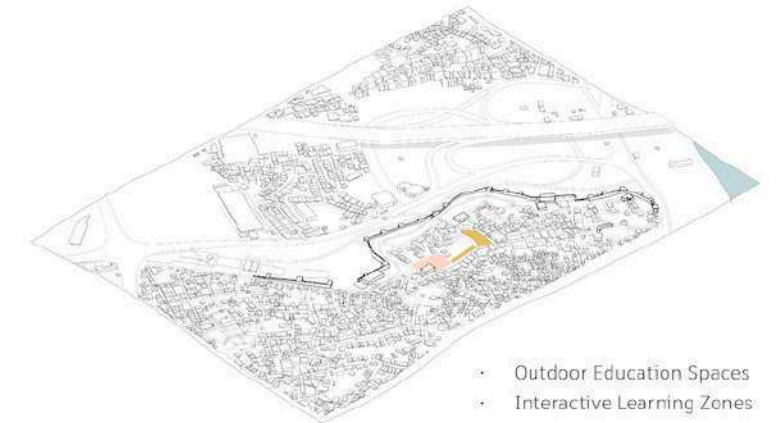 · Outdoor Education Spaces
· Interactive Learning Zones